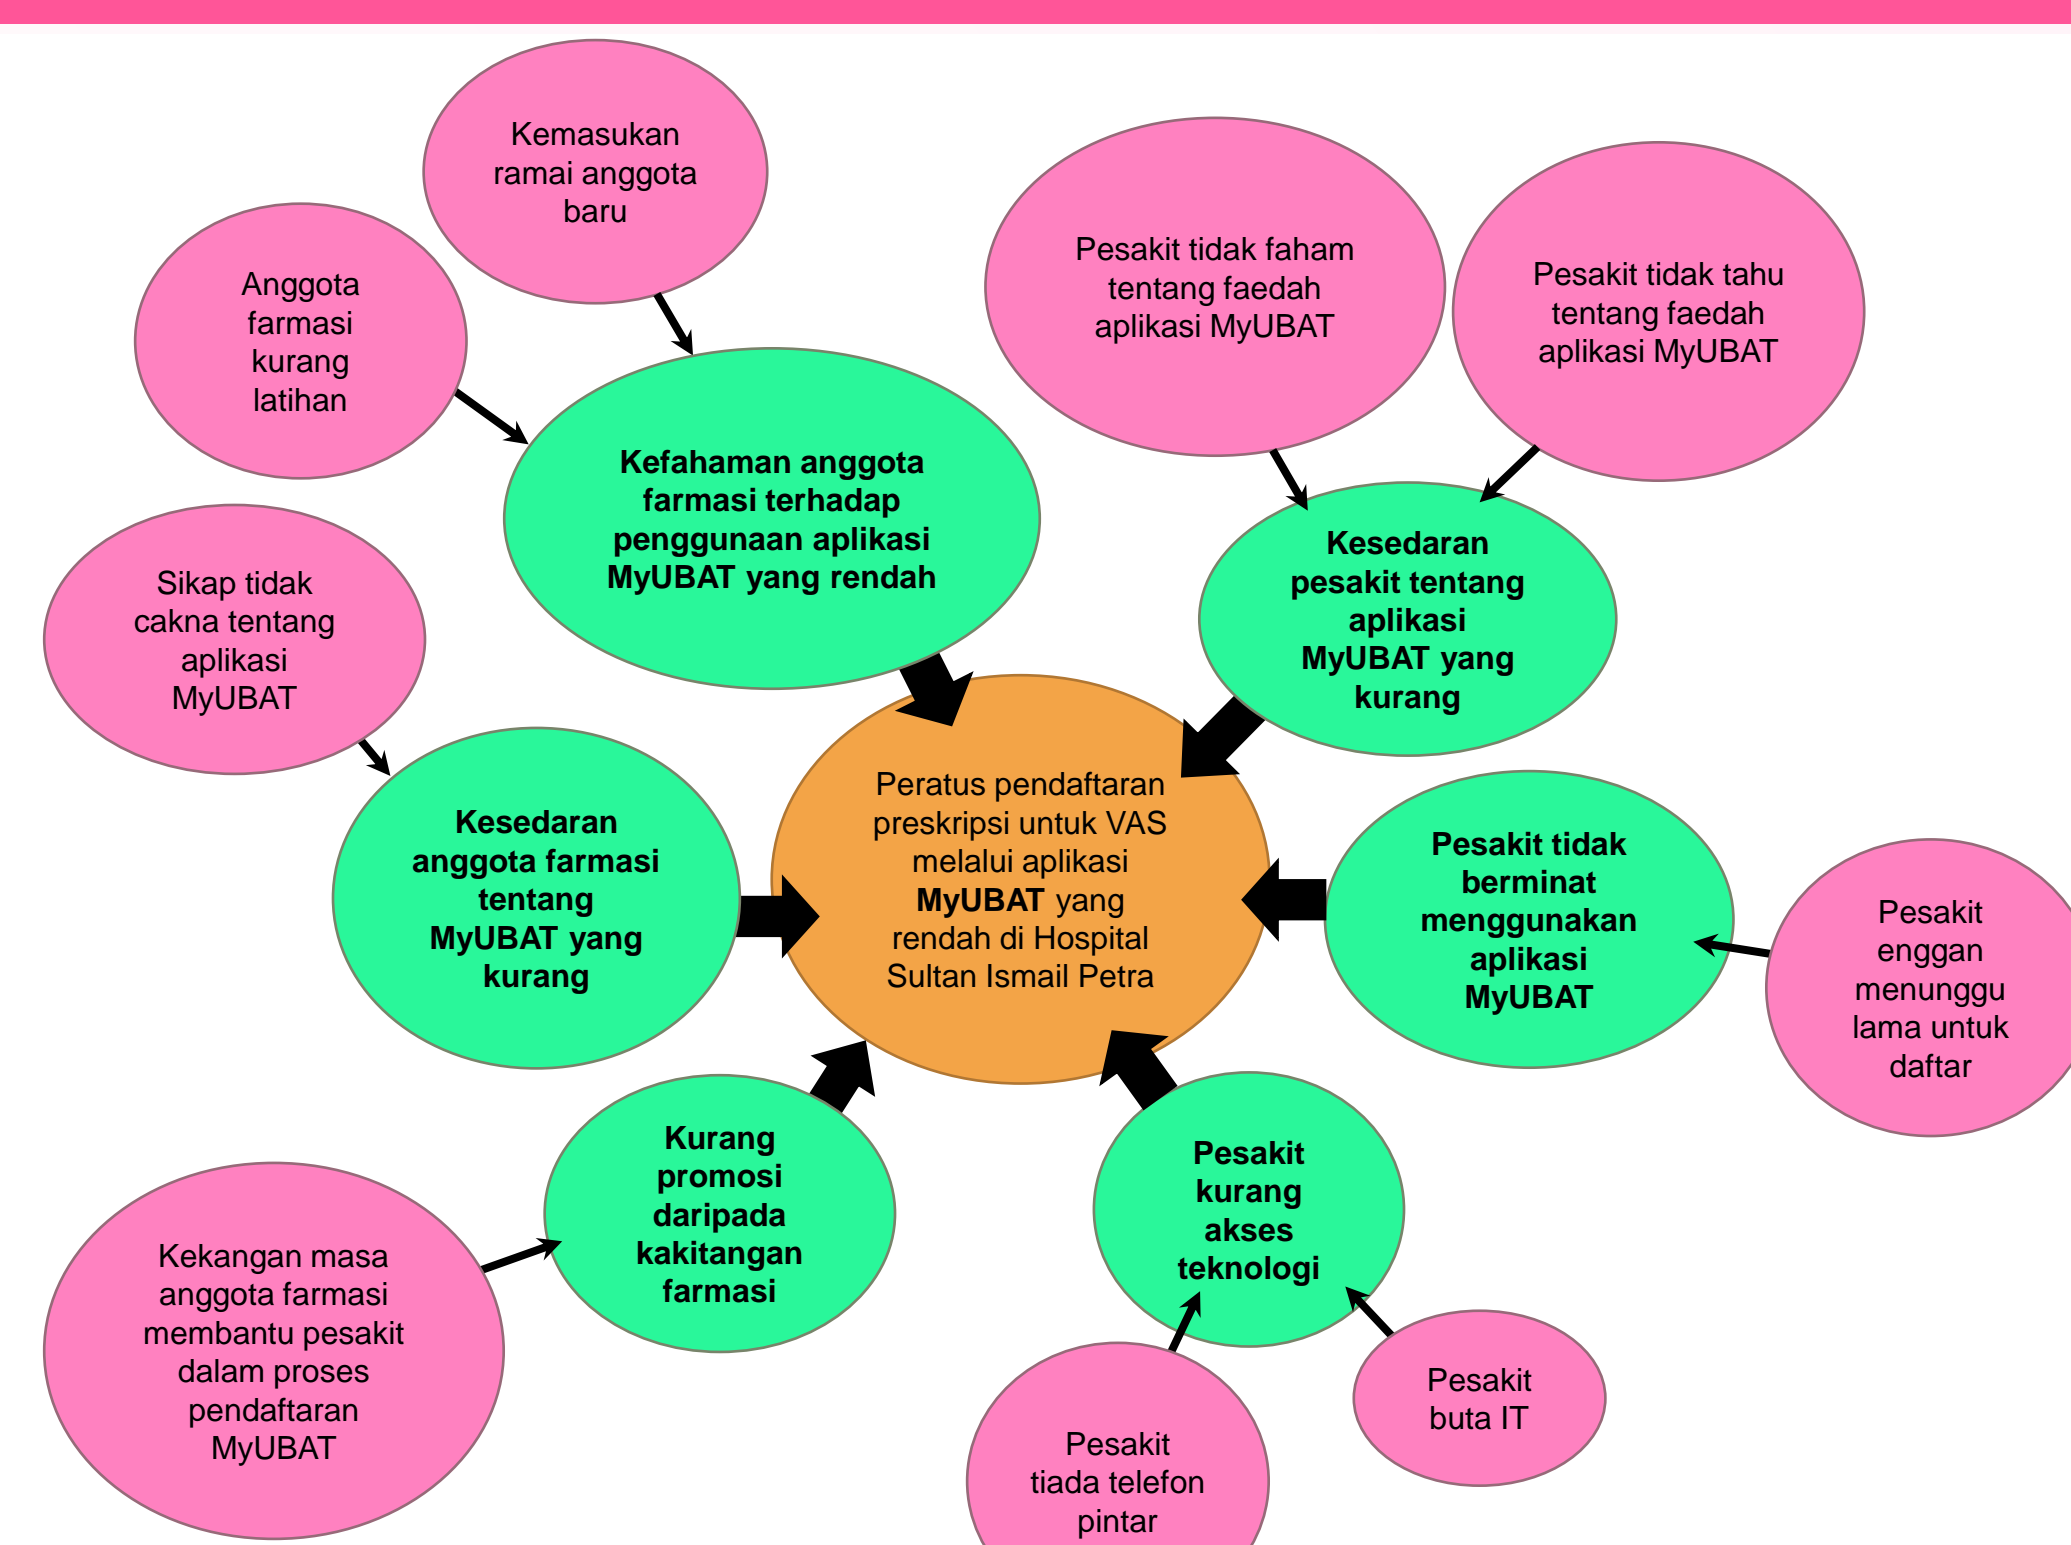 Kemasukan
ramai anggota
baru
Anggota
farmasi
kurang
latihan
Pesakit tidak faham
tentang faedah
aplikasi MyUBAT
Pesakit tidak tahu
tentang faedah
aplikasi MyUBAT
Kefahaman anggota
farmasi terhadap
penggunaan aplikasi
MyUBAT yang rendah
Kesedaran
pesakit tentang
aplikasi
MyUBAT yang
kurang
Sikap tidak
cakna tentang
aplikasi
MyUBAT
Kesedaran
anggota farmasi
tentang
MyUBAT yang
kurang
Peratus pendaftaran
preskripsi untuk VAS
melalui aplikasi
MyUBAT yang
rendah di Hospital
Sultan Ismail Petra
Pesakit tidak
berminat
menggunakan
aplikasi
MyUBAT
Pesakit
enggan
menunggu
lama untuk
daftar
Kurang
promosi
daripada
kakitangan
farmasi
Pesakit
kurang
akses
teknologi
Kekangan masa
anggota farmasi
membantu pesakit
dalam proses
pendaftaran
MyUBAT
Pesakit
buta IT
Pesakit
tiada telefon
pintar